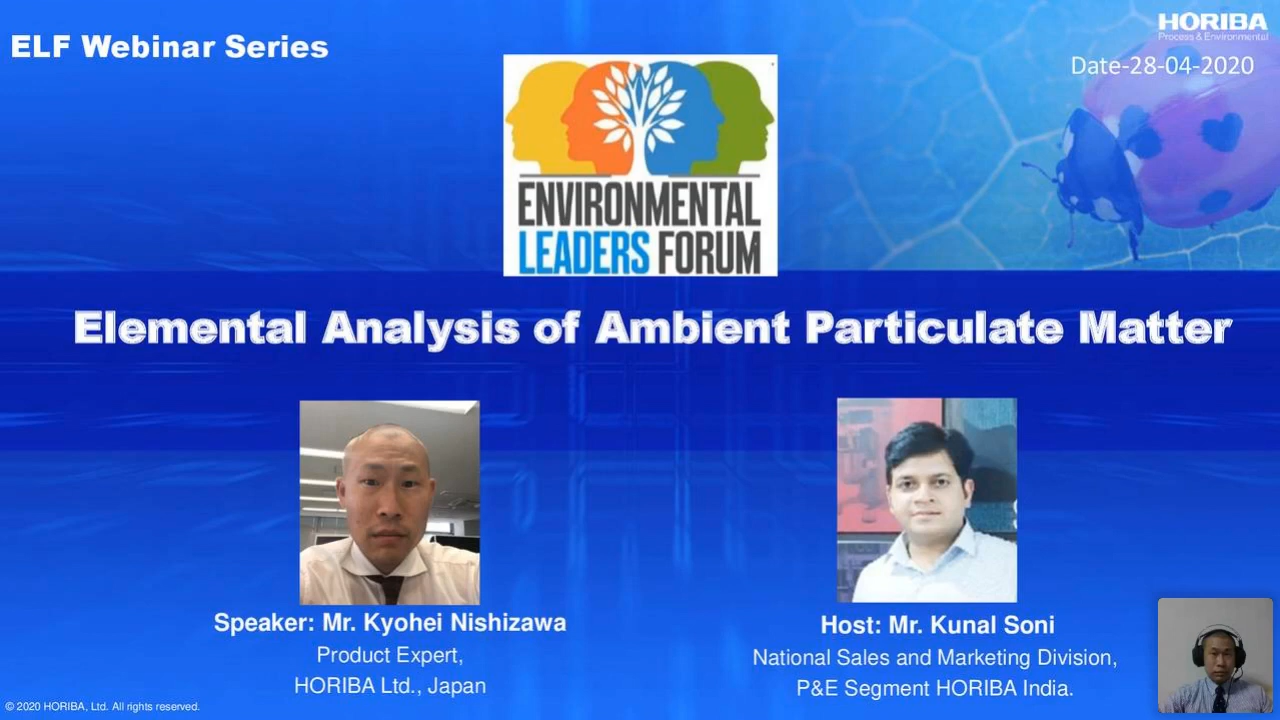 ELF Webinar Series
HORIBA
Process & Environmental
Date-28-04-2020
ENVIRONMENTAL
LEADERS FORUM
Elemental Analysis of Ambient Particulate Matter
Speaker: Mr. Kyohei Nishizawa
Product Expert,
HORIBA Ltd., Japan
Host: Mr. Kunal Soni
National Sales and Marketing Division,
P&E Segment HORIBA India.
© 2020 HORIBA, Ltd. All rights reserved.